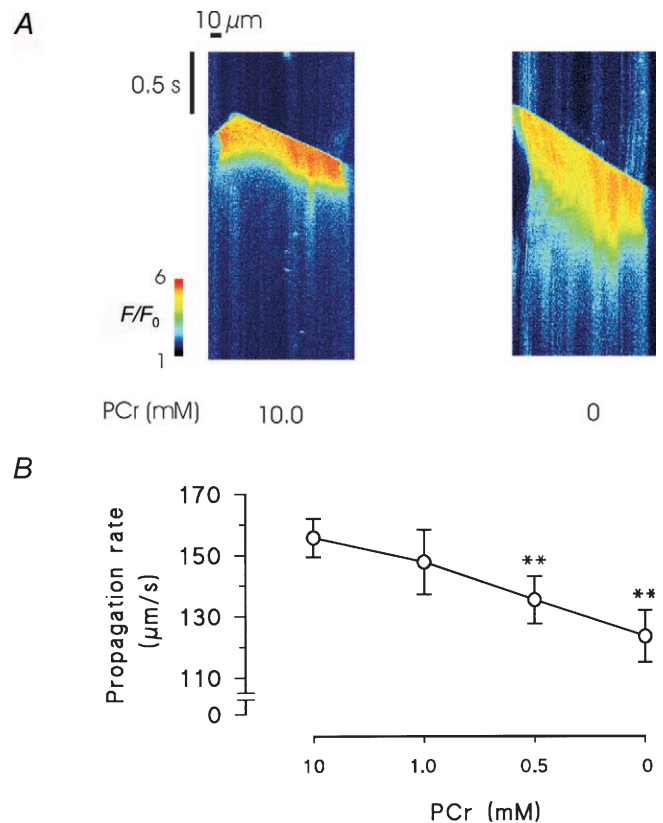 A
10 µm
0.5 s
6
F/F0
1
PCr (mM) 10.0 0
B
Propagation rate
(µm/s)
170
150
130
110
0
**
**
10 1.0 0.5 0
PCr (mM)